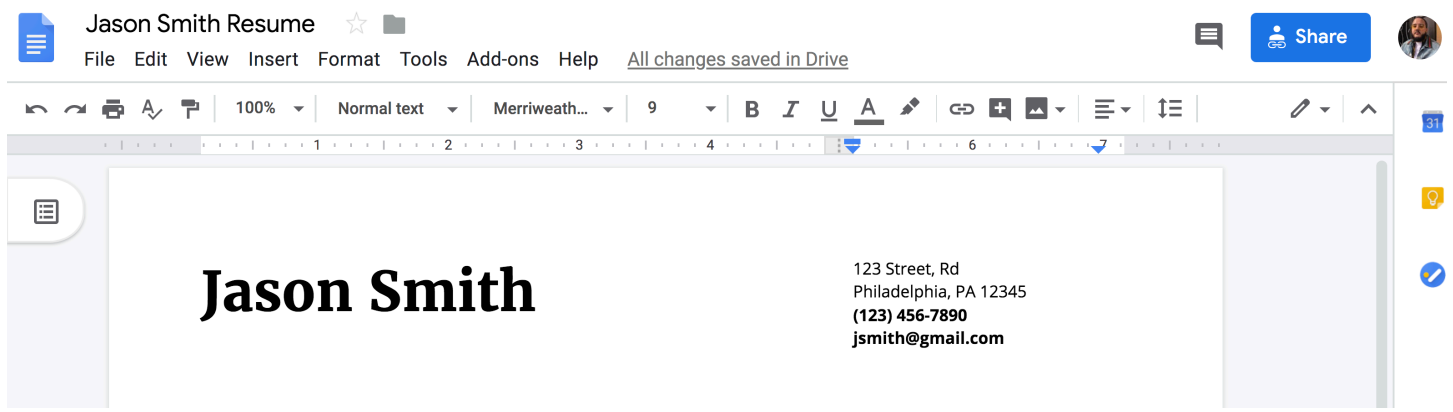 Jason Smith Resume
File Edit View Insert Format Tools Add-ons Help All changes saved in Drive
Share
100% Normal text Merriweath... 9 B I U A
1 2 3 4 6 7
31
Jason Smith
123 Street, Rd
Philadelphia, PA 12345
(123) 456-7890
jsmith@gmail.com